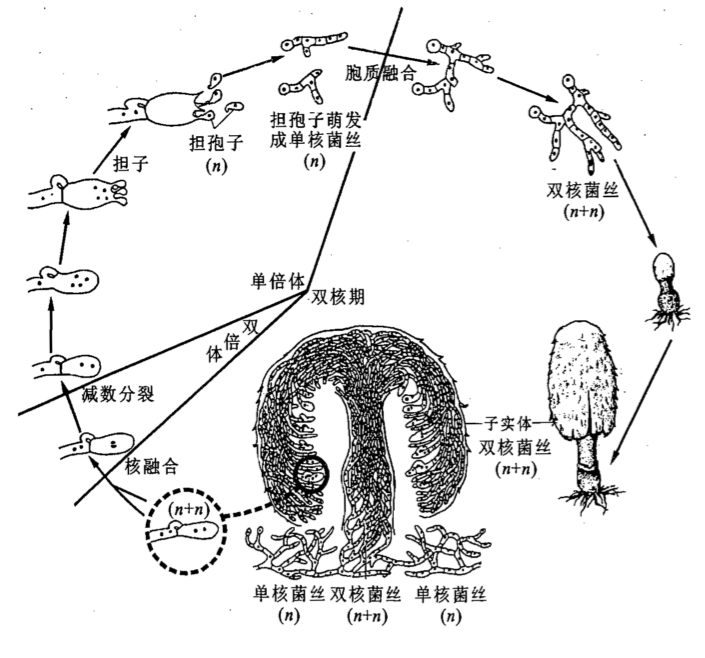 胞质融合
担孢子
(n)
担孢子萌发
成单核菌丝
(n)
担子
双核菌丝
(n+n)
单倍体
双核期
双倍体
减数分裂
核融合
(n+n)
子实体
双核菌丝
(n+n)
单核菌丝 双核菌丝 单核菌丝
(n) (n+n) (n)